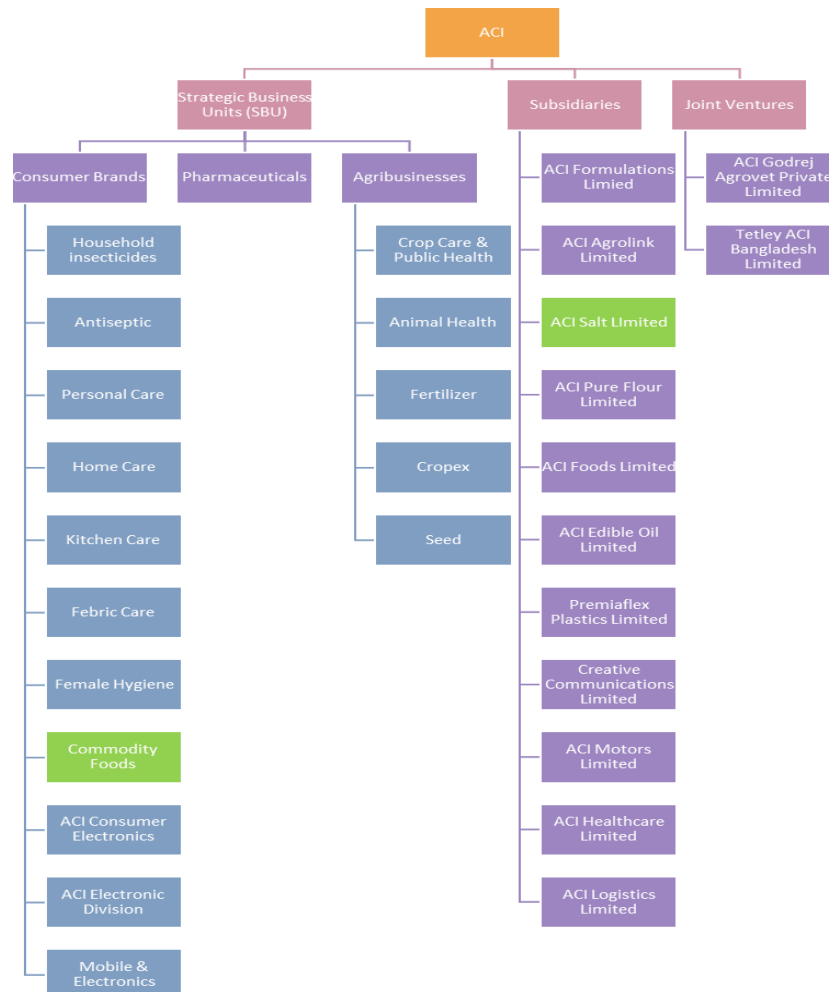 ACI
Strategic Business
Units (SBU)
Subsidiaries
Joint Ventures
Consumer Brands
Pharmaceuticals
Agribusinesses
Household
insecticides
Antiseptic
Personal Care
Home Care
Kitchen Care
Febric Care
Female Hygiene
Commodity
Foods
ACI Consumer
Electronics
ACI Electronic
Division
Mobile &
Electronics
Crop Care &
Public Health
Animal Health
Fertilizer
Cropex
Seed
ACI Formulations
Limied
ACI Agrolink
Limited
ACI Salt LImited
ACI Pure Flour
Limited
ACI Foods Limited
ACI Edible Oil
Limited
Premiaflex
Plastics Limited
Creative
Communications
Limited
ACI Motors
Limited
ACI Healthcare
Limited
ACI Logistics
Limited
ACI Godrej
Agrovet Private
Limited
Tetley ACI
Bangladesh
Limited